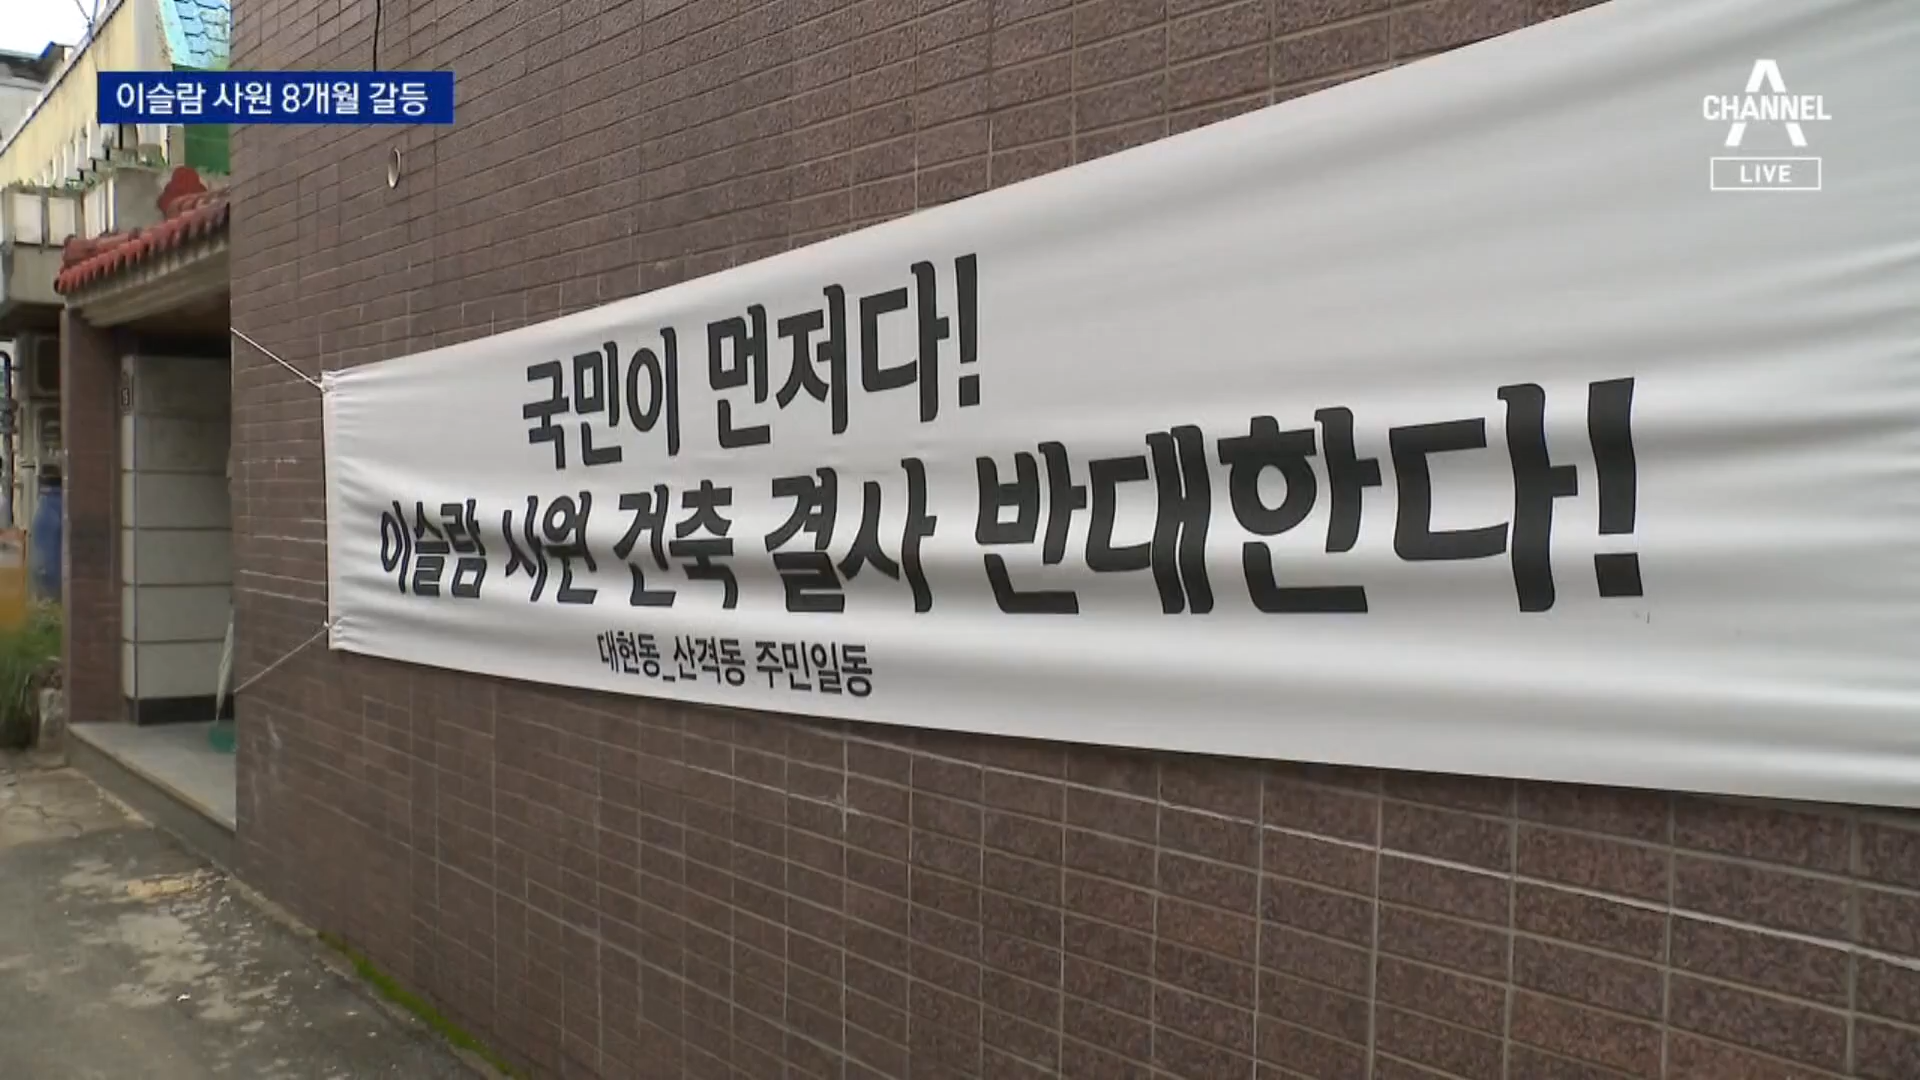 이슬람 사원 8개월 갈등
CHANNEL A
LIVE
국민이 먼저다!
이슬람 사원 건축 결사 반대한다!
대현동_산격동 주민일동